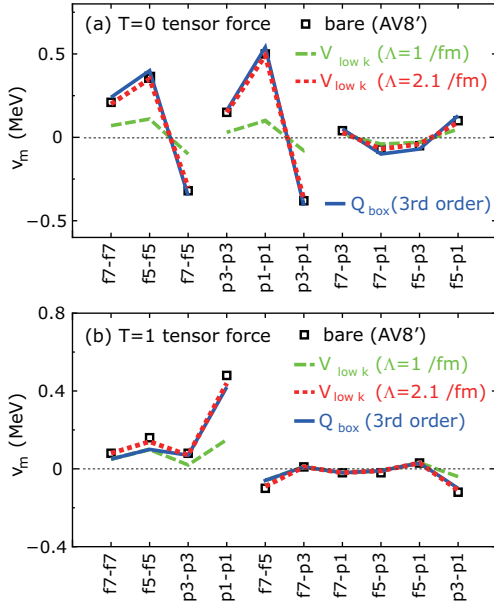 (a) T=0 tensor force
bare (AV8')
V low k (Λ=1 /fm)
V low k (Λ=2.1 /fm)
Q box (3rd order)
v m (MeV)
0.5
0
−0.5
f7-f7
f5-f5
f7-f5
p3-p3
p1-p1
p3-p1
f7-p3
f7-p1
f5-p3
f5-p1
(b) T=1 tensor force
bare (AV8')
V low k (Λ=1 /fm)
V low k (Λ=2.1 /fm)
Q box (3rd order)
v m (MeV)
0.8
0.4
0
−0.4
f7-f7
f5-f5
p3-p3
p1-p1
f7-f5
f7-p3
f7-p1
f5-p3
f5-p1
p3-p1